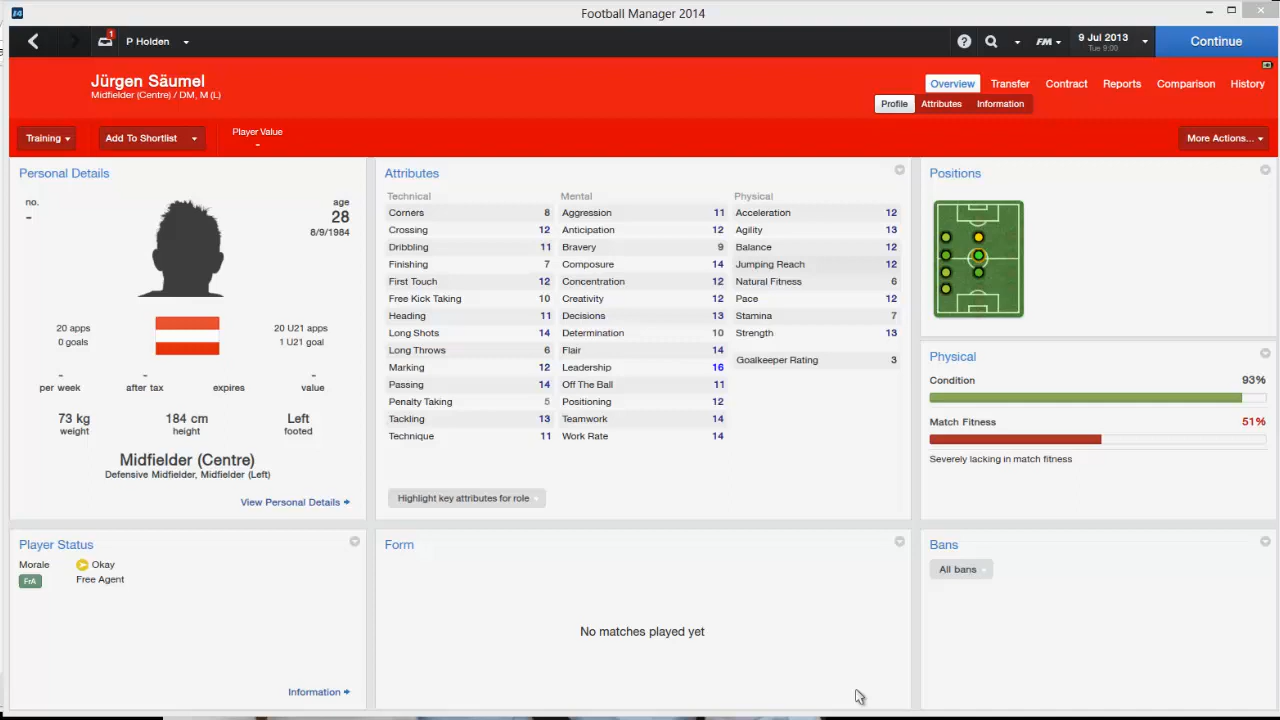 14
Football Manager 2014
1
P Holden
FM
9 Jul 2013
Tue 9:00
Continue
Jürgen Säumel
Midfielder (Centre) / DM, M (L)
Overview Transfer Contract Reports Comparison History
Profile Attributes Information
Training
Add To Shortlist
Player Value
-
More Actions...
Personal Details
no.
-
age
28
8/9/1984
20 apps
0 goals
20 U21 apps
1 U21 goal
- - -
per week after tax expires value
73 kg 184 cm Left
weight height footed
Midfielder (Centre)
Defensive Midfielder, Midfielder (Left)
View Personal Details
Attributes
Technical Mental Physical
Corners 8 Aggression 11 Acceleration 12
Crossing 12 Anticipation 12 Agility 13
Dribbling 11 Bravery 9 Balance 12
Finishing 7 Composure 14 Jumping Reach 12
First Touch 12 Concentration 12 Natural Fitness 6
Free Kick Taking 10 Creativity 12 Pace 12
Heading 11 Decisions 13 Stamina 7
Long Shots 14 Determination 10 Strength 13
Long Throws 6 Flair 14 Goalkeeper Rating 3
Marking 12 Leadership 16
Passing 14 Off The Ball 11
Penalty Taking 5 Positioning 12
Tackling 13 Teamwork 14
Technique 11 Work Rate 14
Highlight key attributes for role
Positions
Physical
Condition 93%
Match Fitness 51%
Severely lacking in match fitness
Player Status
Morale Okay
FrA Free Agent
Information
Form
No matches played yet
Bans
All bans